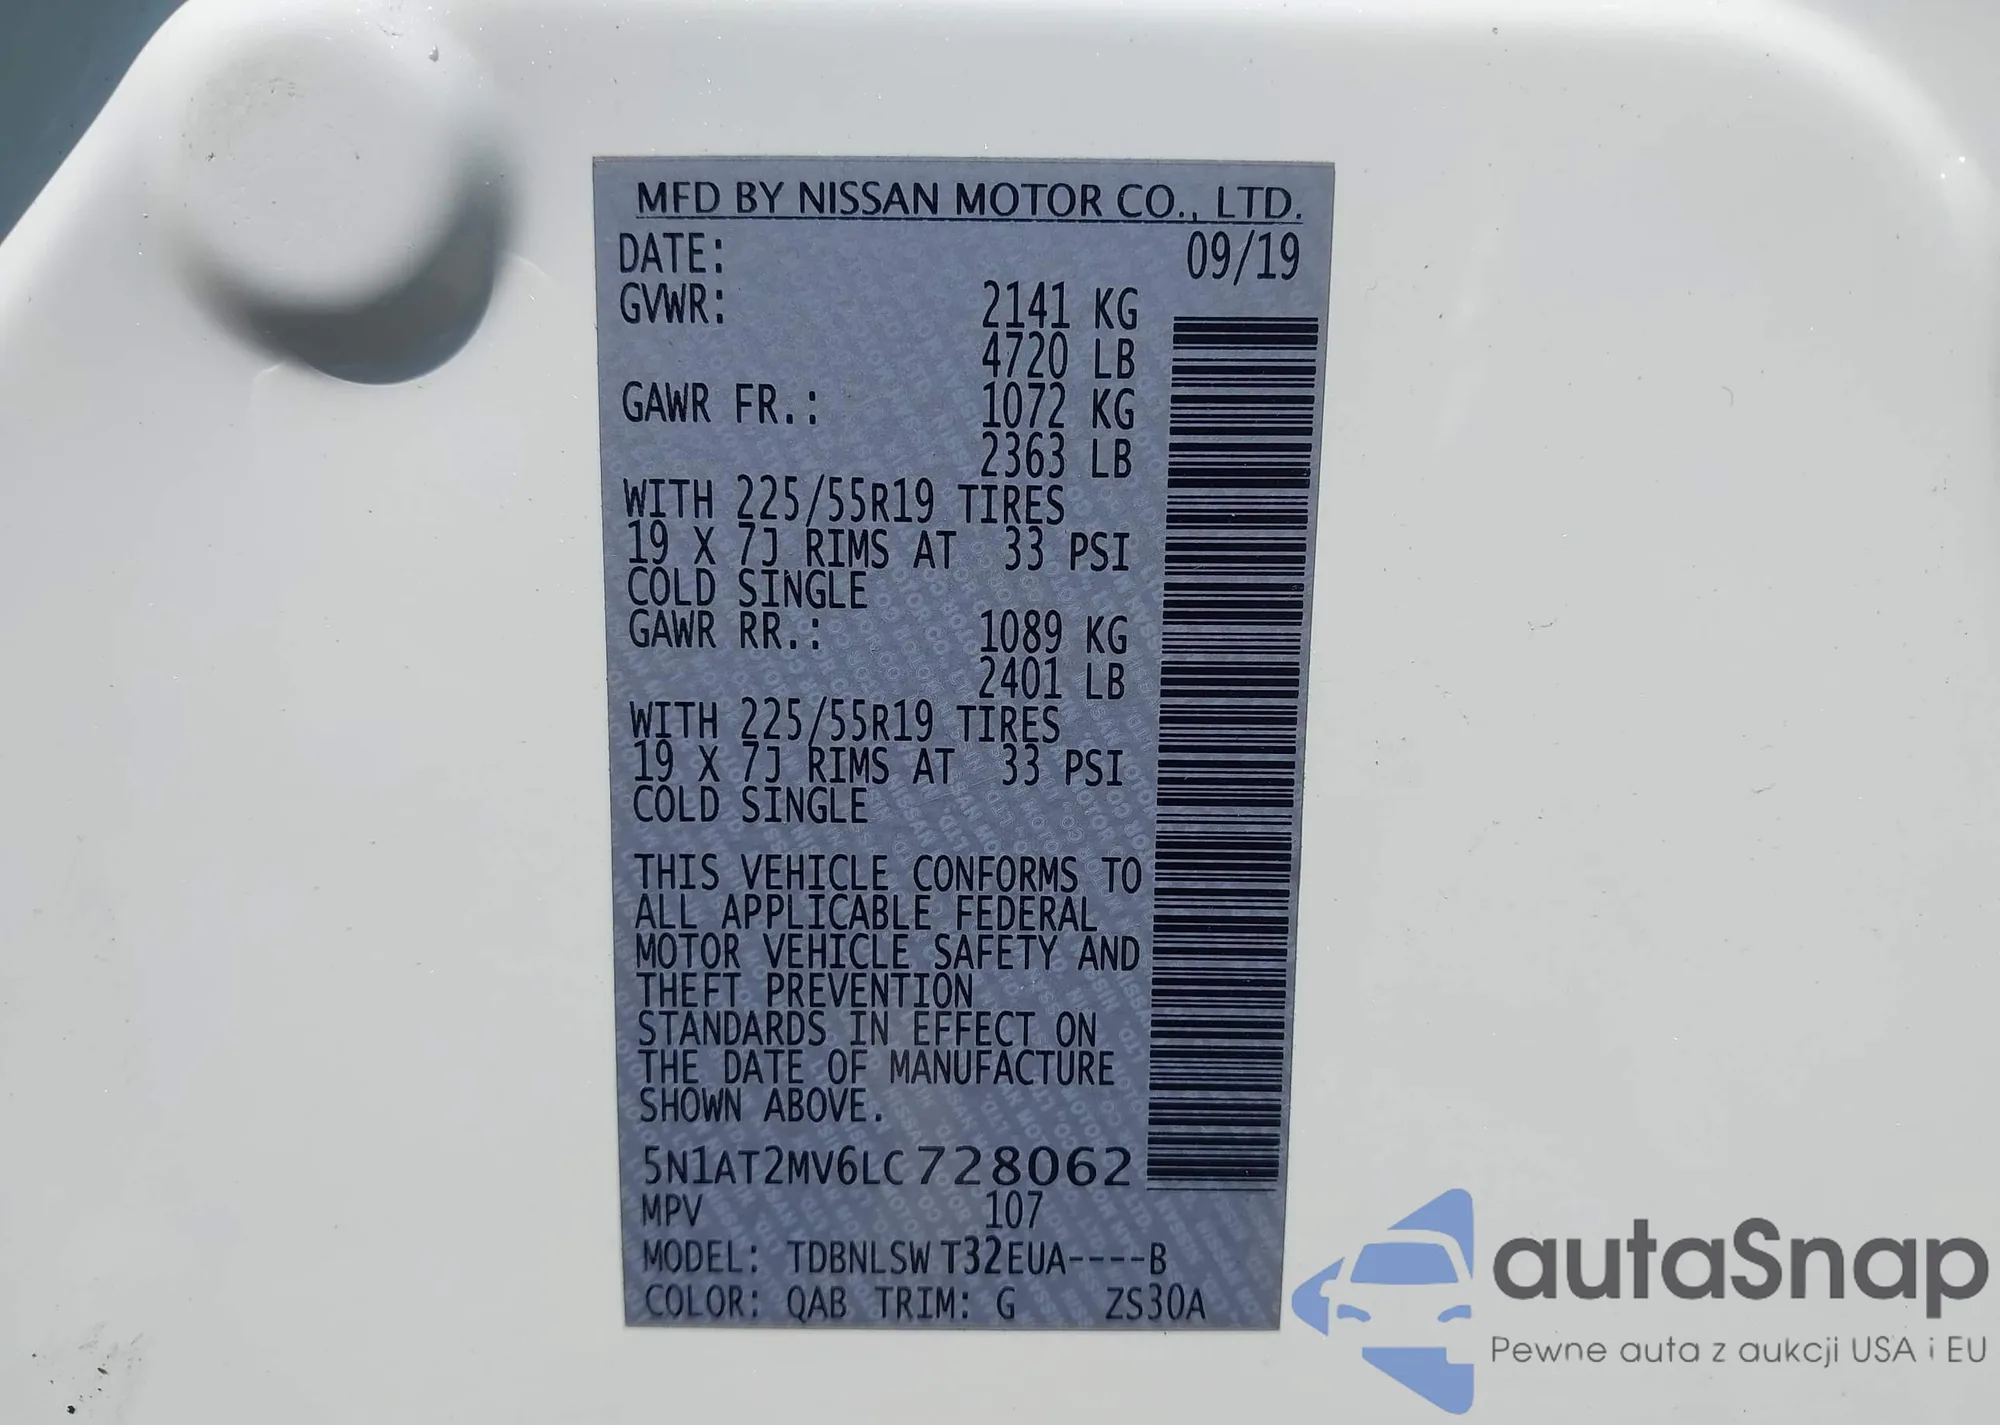 MFD BY NISSAN MOTOR CO., LTD.
DATE: 09/19
GVWR: 2141 KG
4720 LB
GAWR FR.: 1072 KG
2363 LB
WITH 225/55R19 TIRES
19 X 7J RIMS AT 33 PSI
COLD SINGLE
GAWR RR.: 1089 KG
2401 LB
WITH 225/55R19 TIRES
19 X 7J RIMS AT 33 PSI
COLD SINGLE
THIS VEHICLE CONFORMS TO
ALL APPLICABLE FEDERAL
MOTOR VEHICLE SAFETY AND
THEFT PREVENTION
STANDARDS IN EFFECT ON
THE DATE OF MANUFACTURE
SHOWN ABOVE.
5N1AT2MV6LC728062
MPV 107
MODEL: TDBNLSWT32EUA----B
COLOR: QAB TRIM: G ZS30A
autaSnap
Pewne auta z aukcji USA i EU